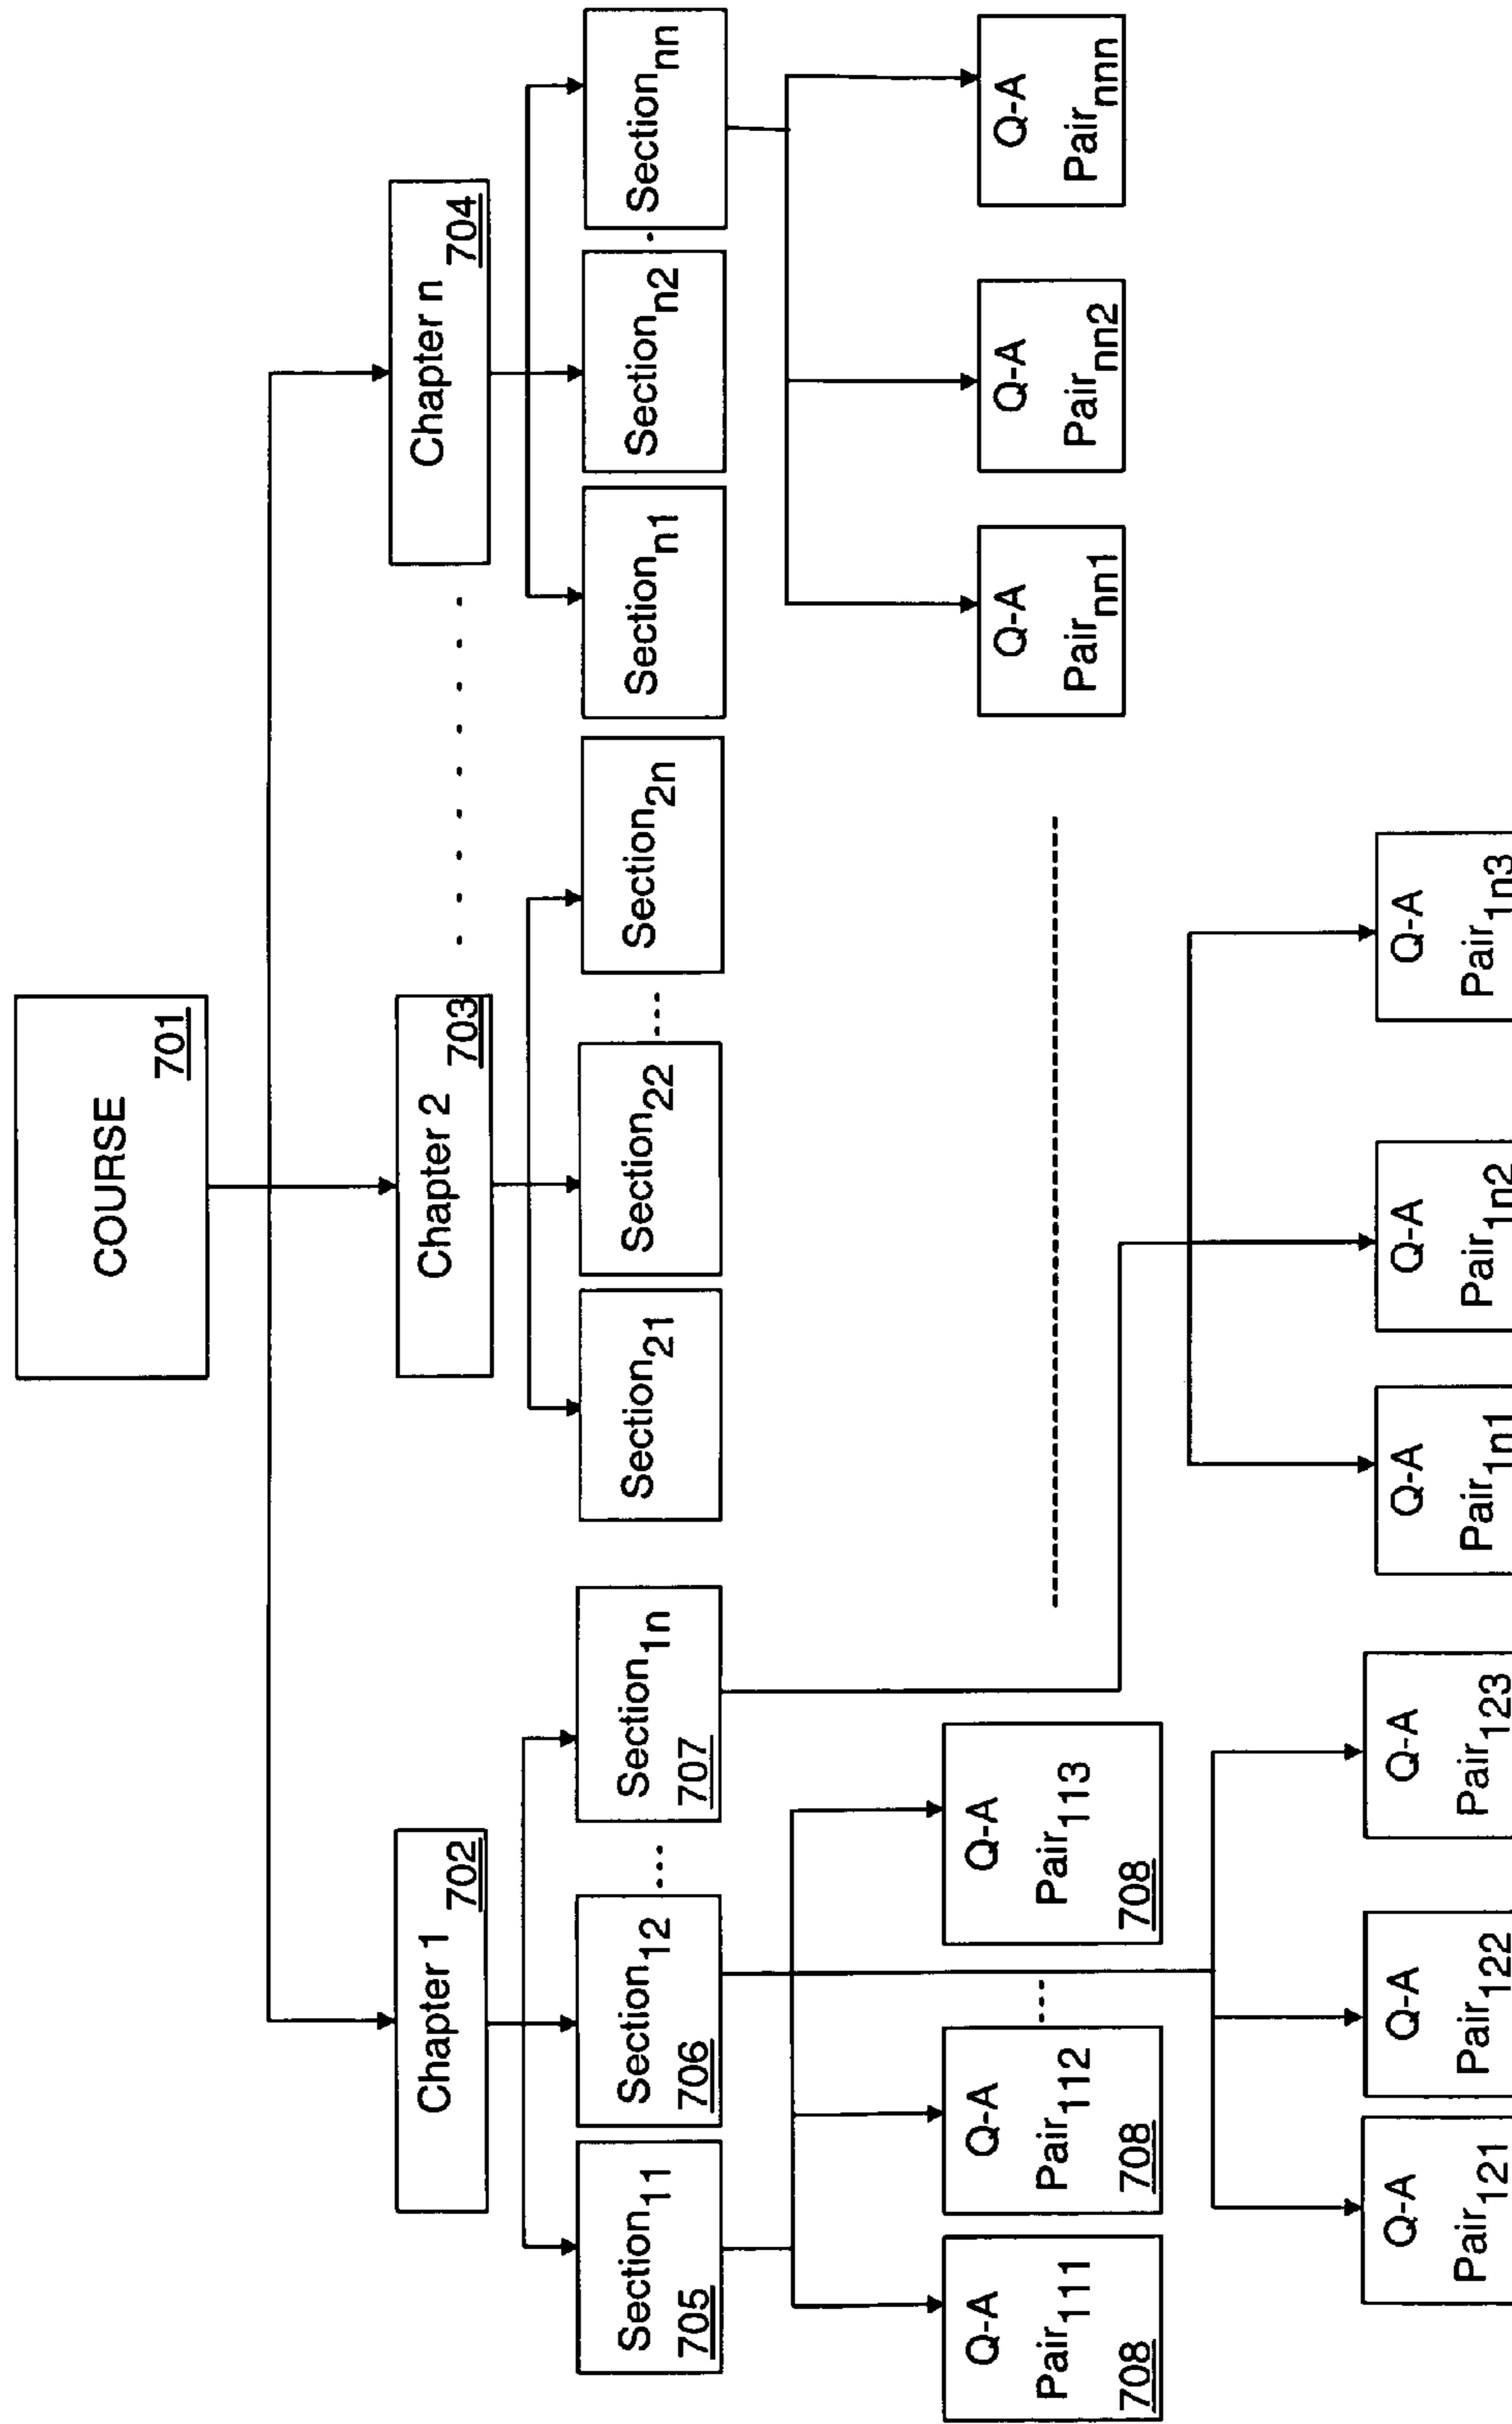 COURSE
701
Chapter 1
702
Chapter 2
703
. . . . . . . . .
Chapter n
704
Section11
705
Section12
706
...
Section1n
707
Section21
Section22
...
Section2n
Sectionn1
Sectionn2
.
Sectionnn
Q-A
Pair111
708
Q-A
Pair112
708
...
Q-A
Pair113
708
Q-A
Pairnn1
Q-A
Pairnn2
Q-A
Pairnnn
Q-A
Pair121
Q-A
Pair122
Q-A
Pair123
Q-A
Pair1n1
Q-A
Pair1n2
Q-A
Pair1n3